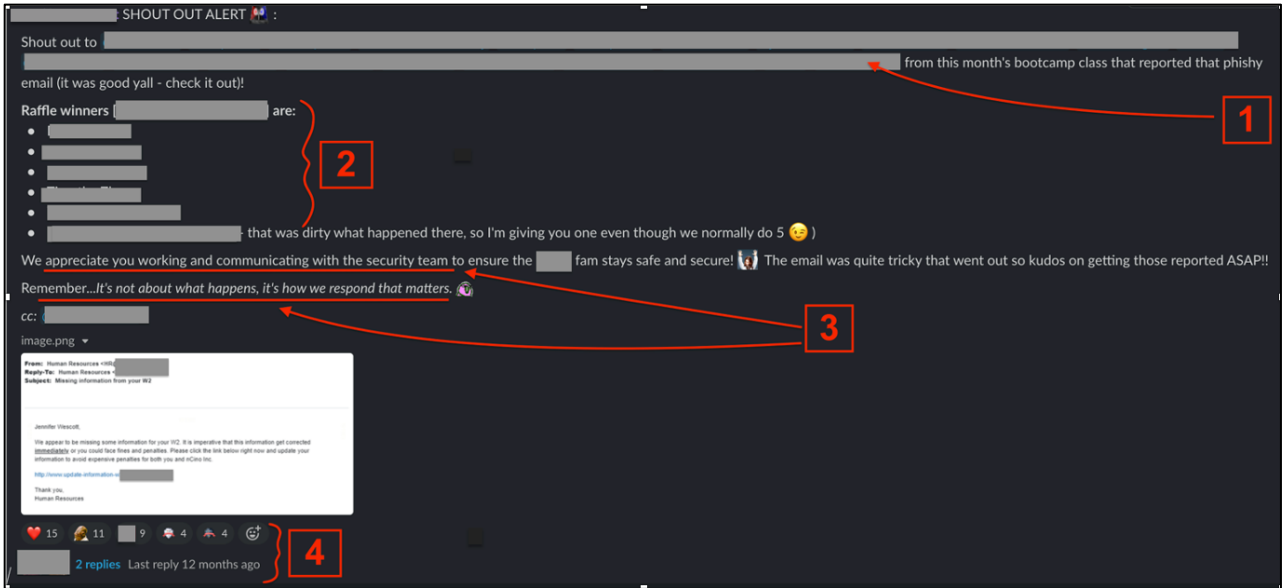 : SHOUT OUT ALERT :
Shout out to
from this month's bootcamp class that reported that phishy
email (it was good yall - check it out)!
1
Raffle winners [ ] are:
2
- that was dirty what happened there, so I'm giving you one even though we normally do 5 😉 )
We appreciate you working and communicating with the security team to ensure the fam stays safe and secure! The email was quite tricky that went out so kudos on getting those reported ASAP!!
Remember...It's not about what happens, it's how we respond that matters.
3
cc:
image.png
From: Human Resources <HR
Reply-To: Human Resources <
Subject: Missing information from your W2
Jennifer Wescott,
We appear to be missing some information for your W2. It is imperative that this information get corrected
immediately or you could face fines and penalties. Please click the link below right now and update your
information to avoid expensive penalties for both you and nCino Inc.
http://www.update-information-
Thank you,
Human Resources
❤️ 15 11 9 4 4
4
2 replies Last reply 12 months ago